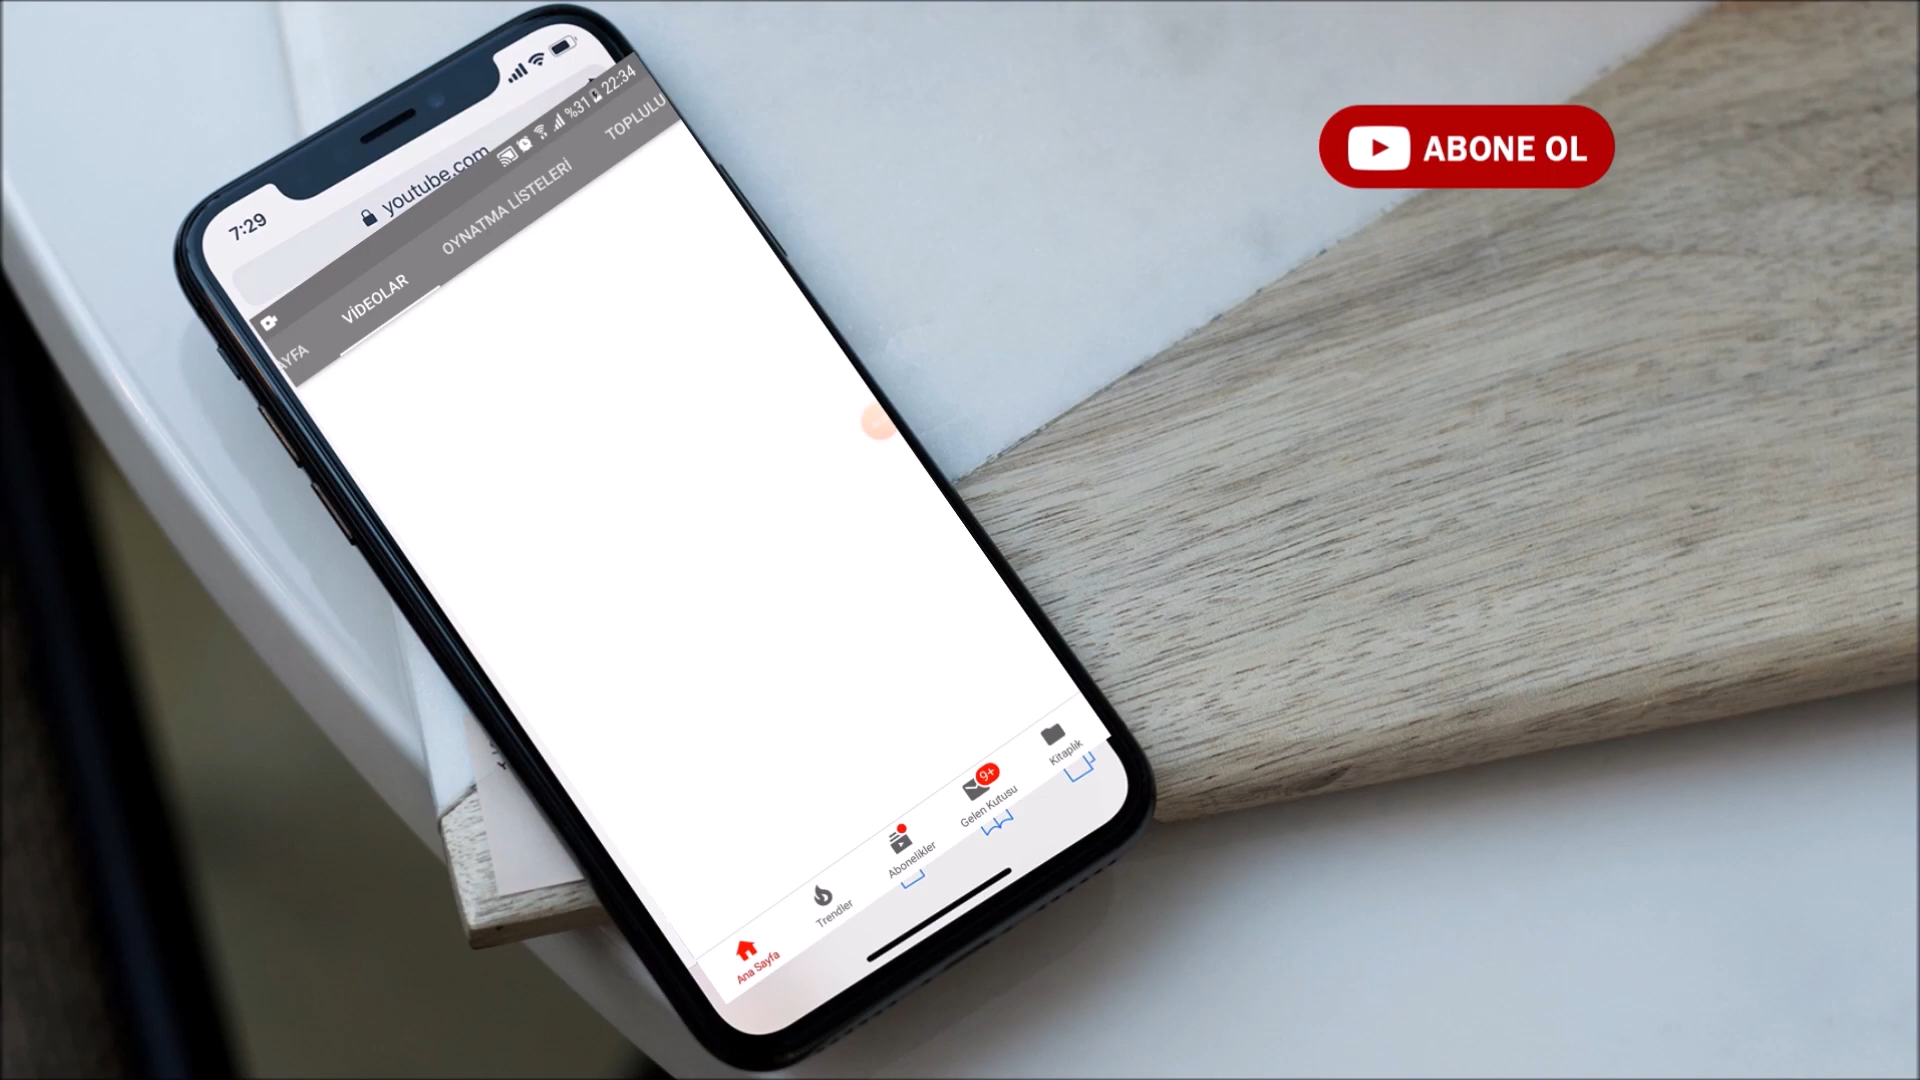 ABONE OL
7:29
youtube.com
%31 22:34
AYFA VİDEOLAR OYNATMA LİSTELERİ TOPLULU
Ana Sayfa
Trendler
Abonelikler
9+
Gelen Kutusu
Kitaplık